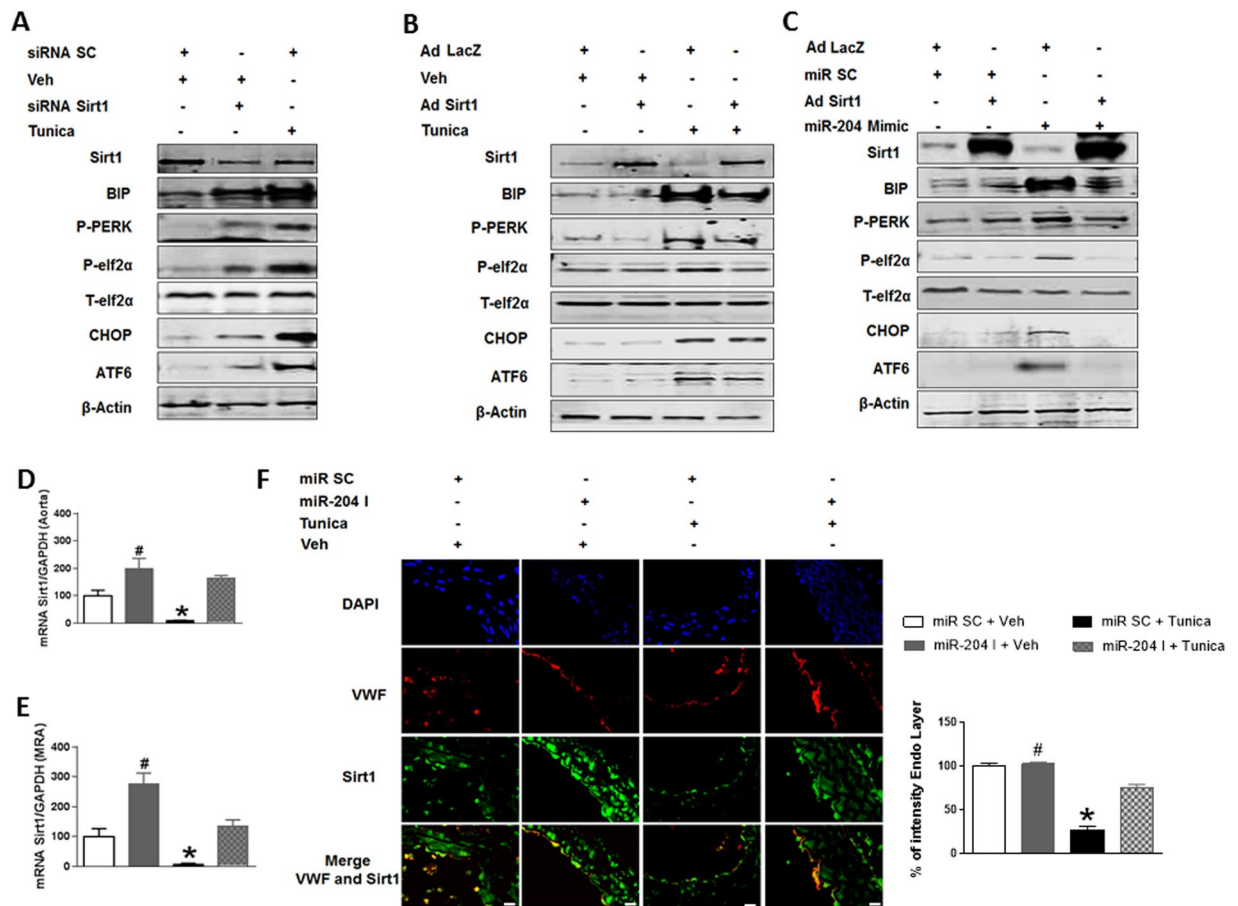 A
siRNA SC + - +
Veh + + -
siRNA Sirt1 - + -
Tunica - - +
Sirt1
BIP
P-PERK
P-elf2α
T-elf2α
CHOP
ATF6
β-Actin
B
Ad LacZ + - + -
Veh + + - -
Ad Sirt1 - + - +
Tunica - - + +
Sirt1
BIP
P-PERK
P-elf2α
T-elf2α
CHOP
ATF6
β-Actin
C
Ad LacZ + - + -
miR SC + + - -
Ad Sirt1 - + - +
miR-204 Mimic - - + +
Sirt1
BIP
P-PERK
P-elf2α
T-elf2α
CHOP
ATF6
β-Actin
D
mRNA Sirt1/GAPDH (Aorta)
400
300
200
100
0
#
*
E
mRNA Sirt1/GAPDH (MRA)
400
300
200
100
0
#
*
F
miR SC + - + -
miR-204 I - + - +
Tunica - - + +
Veh + + - -
DAPI
VWF
Sirt1
Merge
VWF and Sirt1
miR SC + Veh
miR SC + Tunica
miR-204 I + Veh
miR-204 I + Tunica
% of intensity Endo Layer
150
100
50
0
#
*